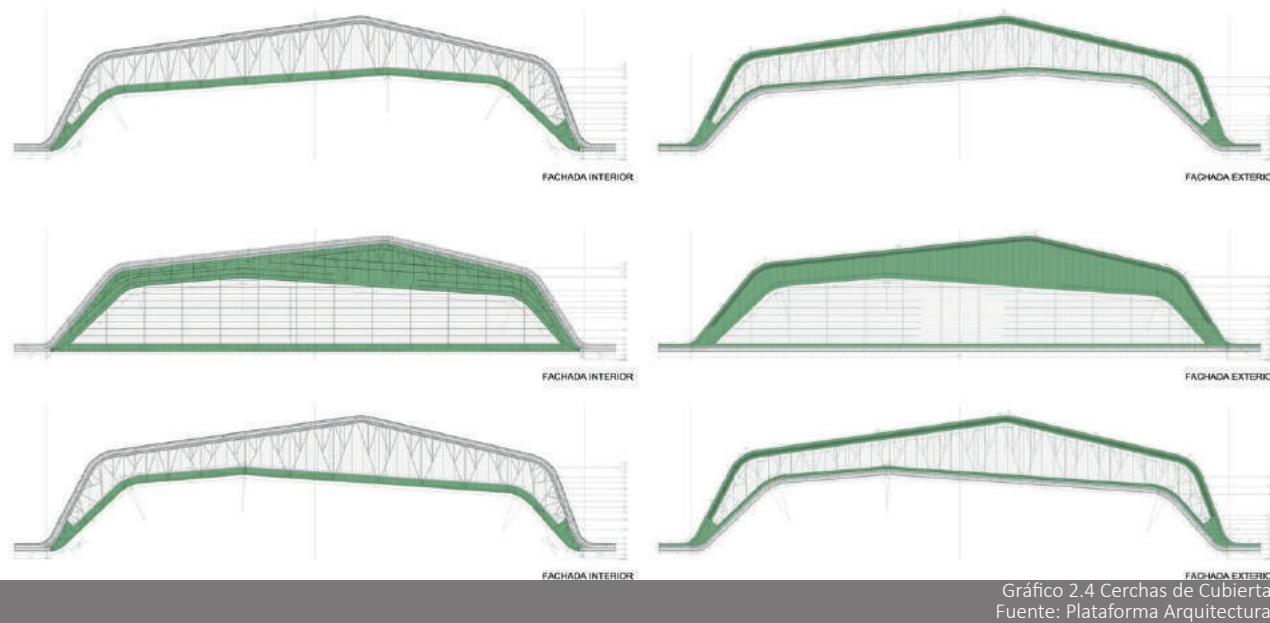 FACHADA INTERIOR
FACHADA EXTERIO
FACHADA INTERIOR
FACHADA EXTERIO
FACHADA INTERIOR
FACHADA EXTERIO
Gráfico 2.4 Cerchas de Cubierta
Fuente: Plataforma Arquitectura